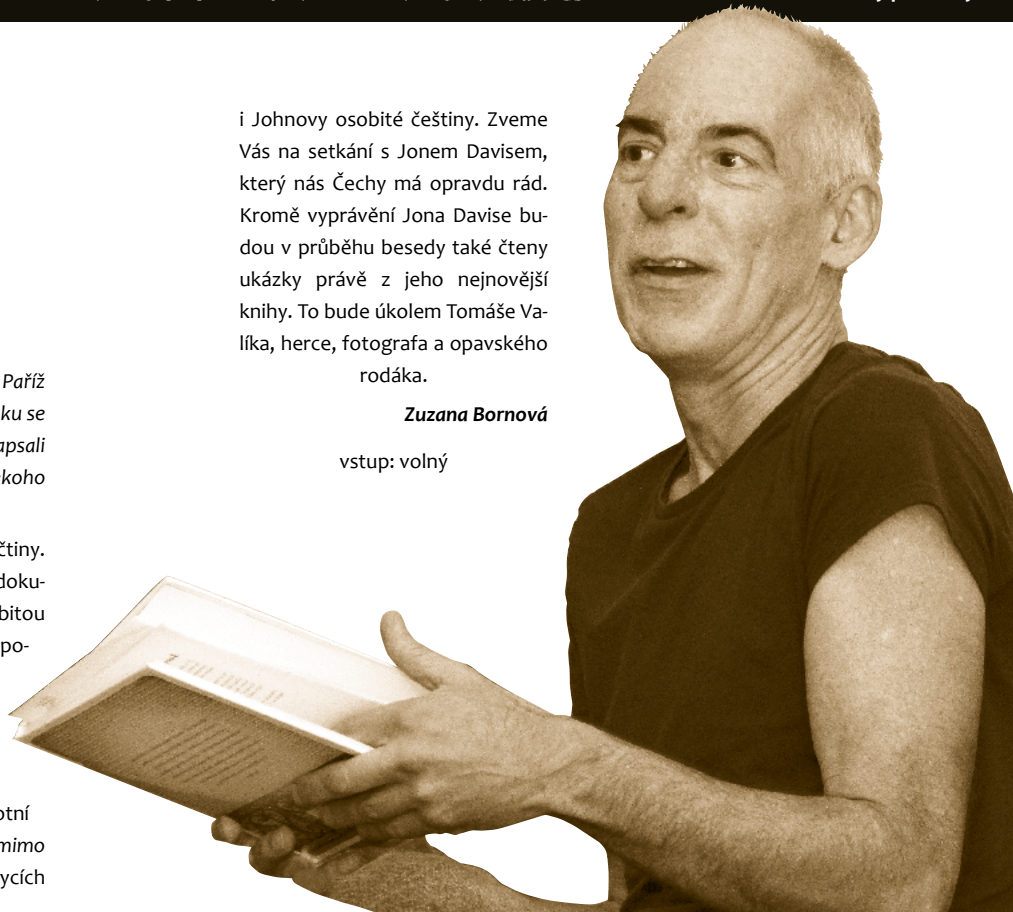 Paříž
ku se
apsali
koho
čtiny.
doku-
bitou
po-
otní
mimo
ycích
i Johnovy osobité češtiny. Zveme
Vás na setkání s Jonem Davisem,
který nás Čechy má opravdu rád.
Kromě vyprávění Jona Davise bu-
dou v průběhu besedy také čteny
ukázky právě z jeho nejnovější
knihy. To bude úkolem Tomáše Va-
líka, herce, fotografa a opavského
rodáka.
Zuzana Bornová
vstup: volný